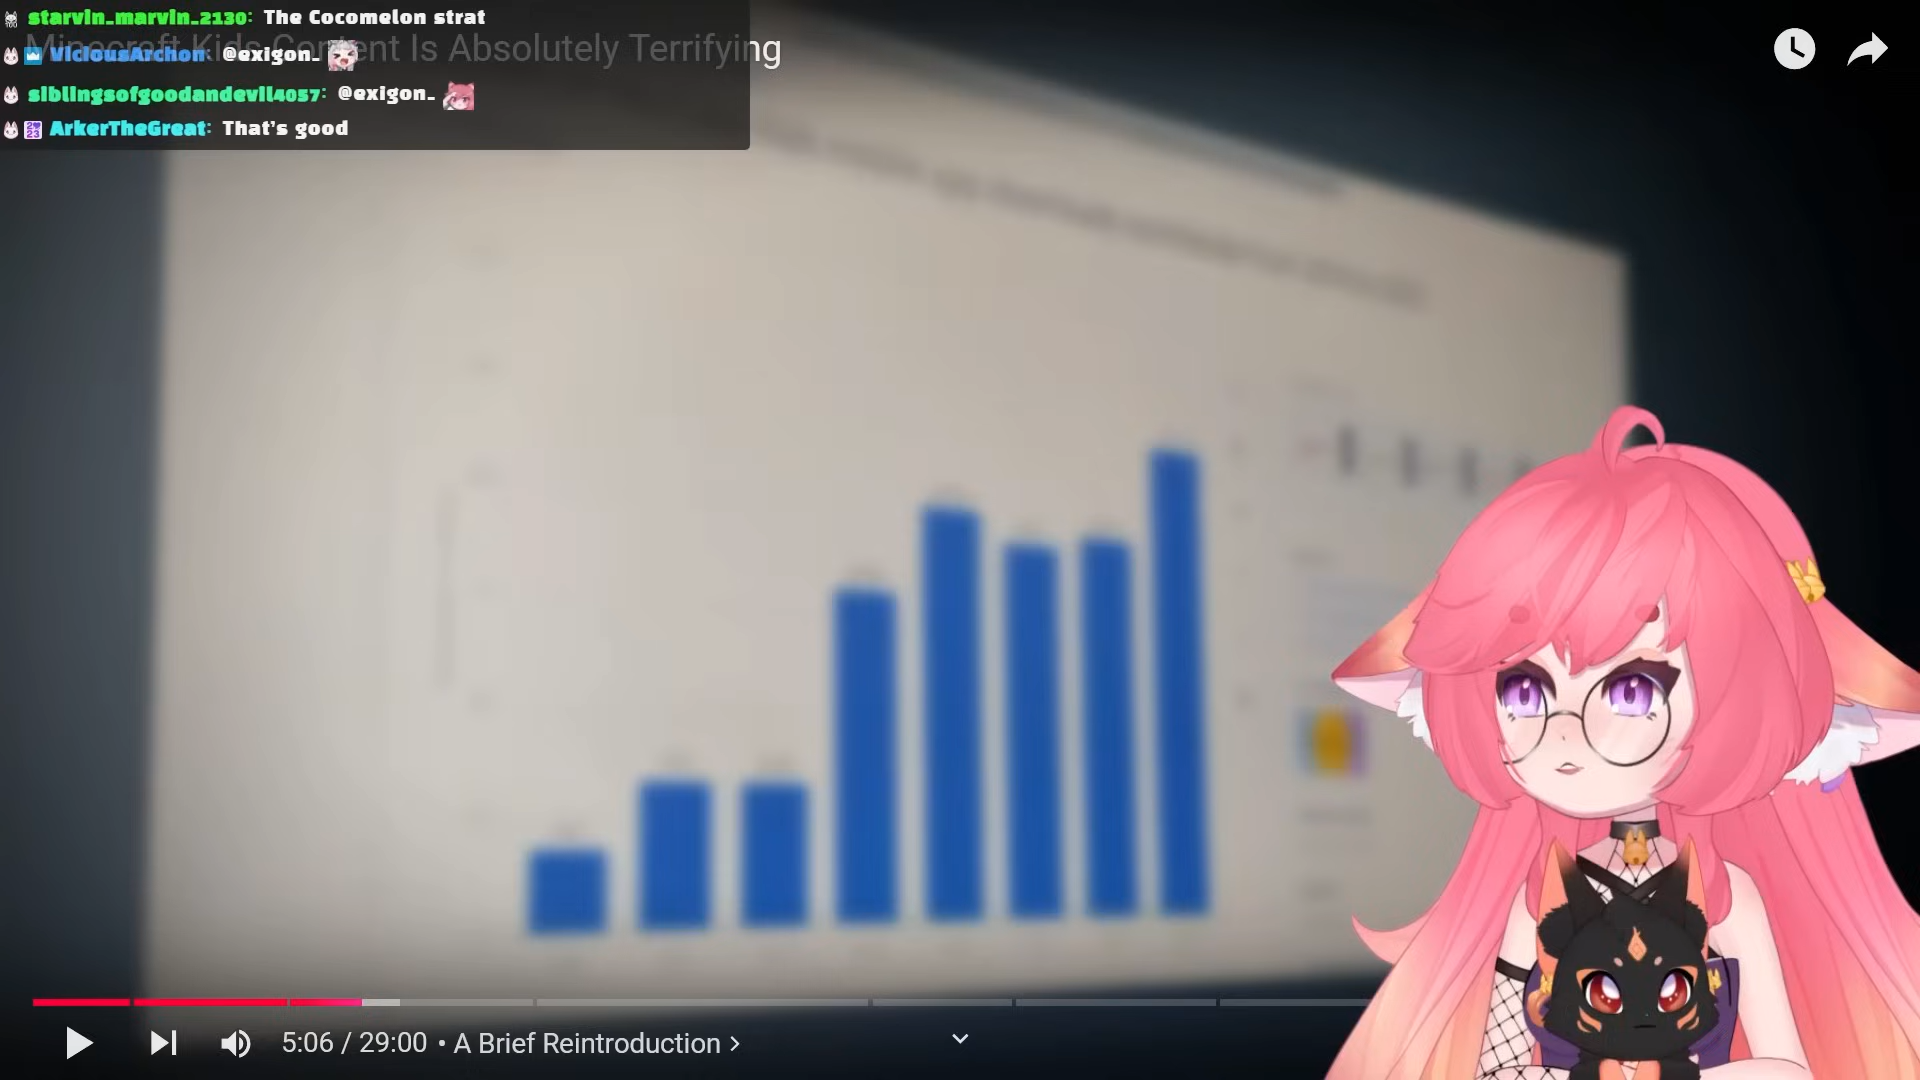 starvin_marvin_2130: The Cocomelon strat
Minecraft Kids Content Is Absolutely Terrifying
ViciousArchon: @exigon_
siblingsofgoodandevil4057: @exigon_
ArkerTheGreat: That's good
5:06 / 29:00 • A Brief Reintroduction >